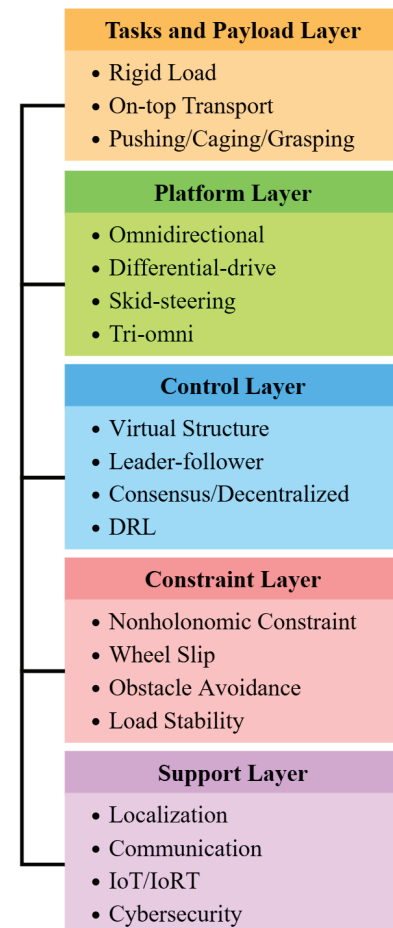 Tasks and Payload Layer
• Rigid Load
• On-top Transport
• Pushing/Caging/Grasping
Platform Layer
• Omnidirectional
• Differential-drive
• Skid-steering
• Tri-omni
Control Layer
• Virtual Structure
• Leader-follower
• Consensus/Decentralized
• DRL
Constraint Layer
• Nonholonomic Constraint
• Wheel Slip
• Obstacle Avoidance
• Load Stability
Support Layer
• Localization
• Communication
• IoT/IoRT
• Cybersecurity